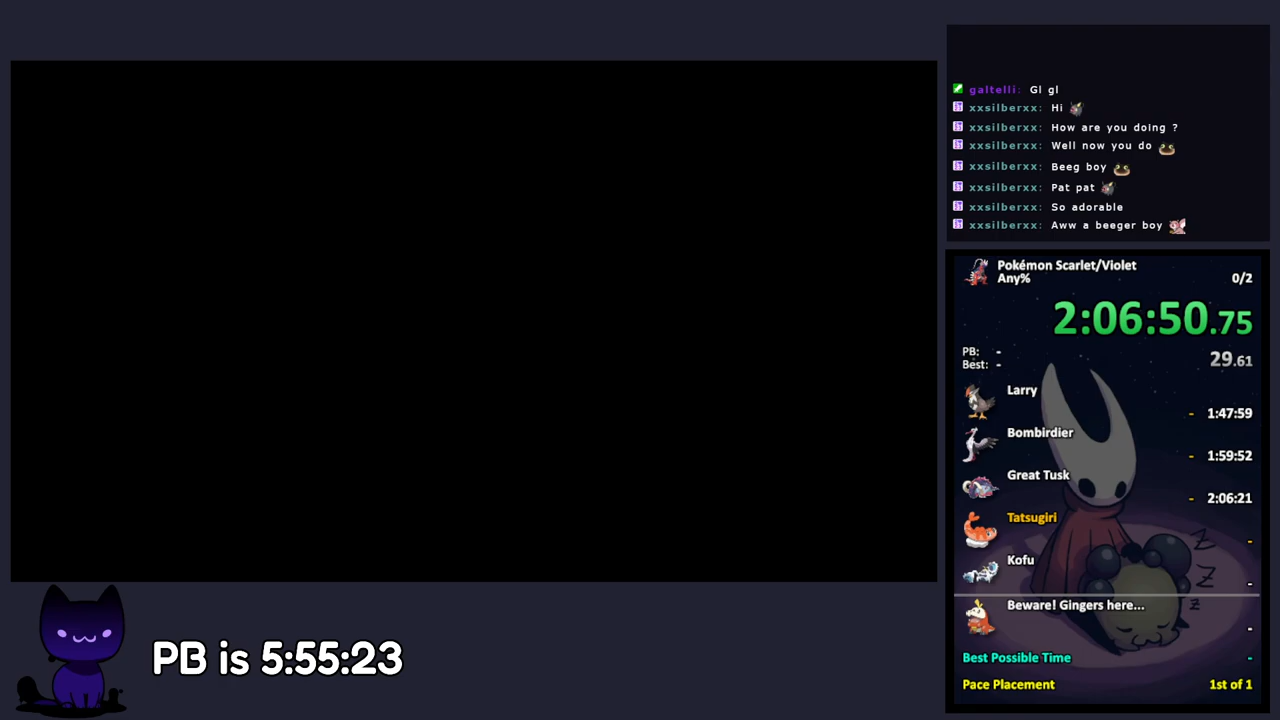 galtelli: Gl gl
xxsilberxx: Hi
xxsilberxx: How are you doing ?
xxsilberxx: Well now you do
xxsilberxx: Beeg boy
xxsilberxx: Pat pat
xxsilberxx: So adorable
xxsilberxx: Aww a beeger boy
Pokémon Scarlet/Violet
Any% 0/2
2:06:50.75
PB: - 29.61
Best: -
Larry - 1:47:59
Bombirdier - 1:59:52
Great Tusk - 2:06:21
Tatsugiri -
Kofu -
Beware! Gingers here... -
Best Possible Time -
Pace Placement 1st of 1
PB is 5:55:23